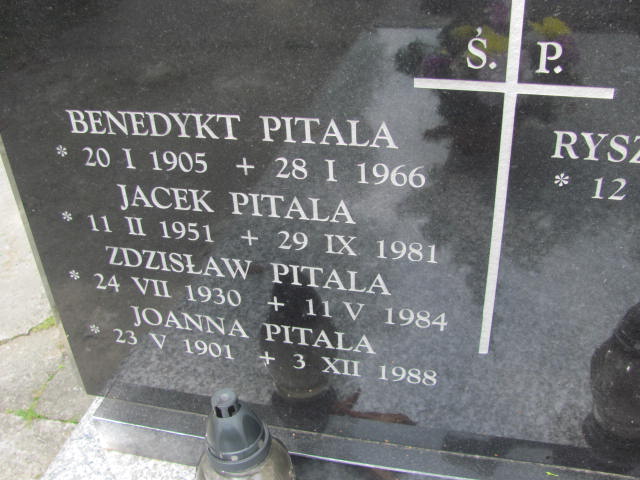 Ś. P.
BENEDYKT PITALA
* 20 I 1905 + 28 I 1966
JACEK PITALA
* 11 II 1951 + 29 IX 1981
ZDZISŁAW PITALA
* 24 VII 1930 + 11 V 1984
JOANNA PITALA
* 23 V 1901 + 3 XII 1988
RYSZ
* 12